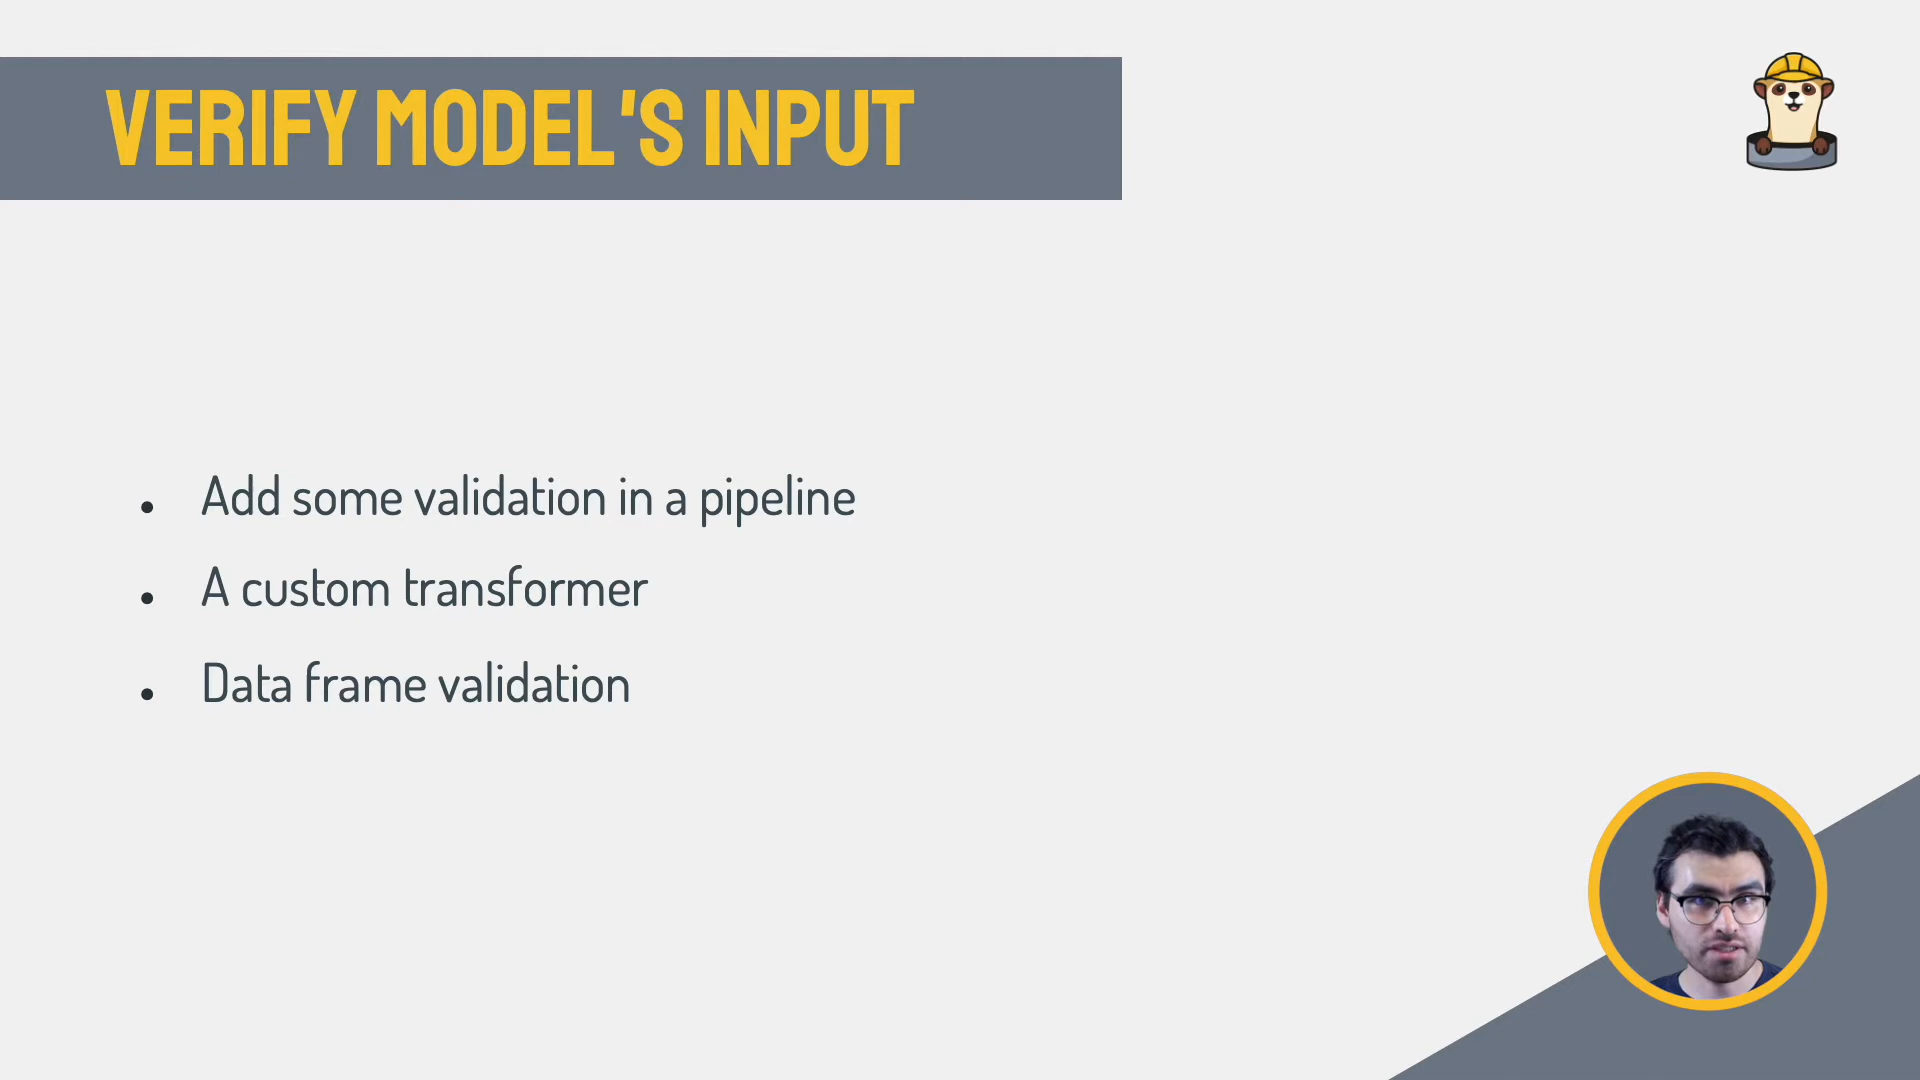 VERIFY MODEL'S INPUT
Add some validation in a pipeline
A custom transformer
Data frame validation